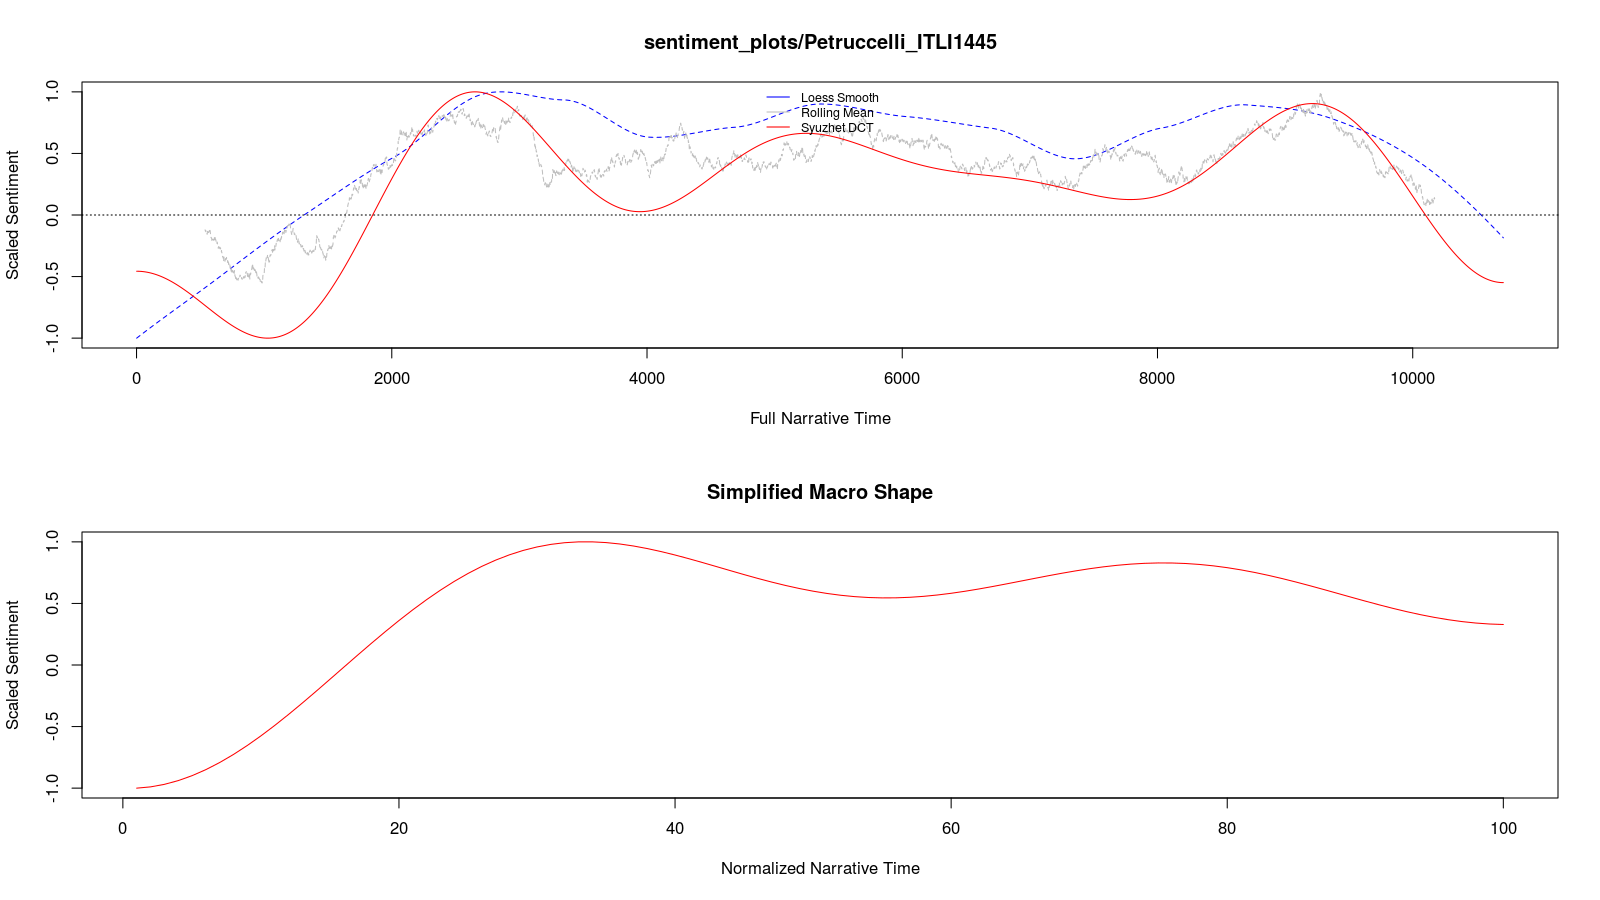 sentiment_plots/Petruccelli_ITLI1445
Scaled Sentiment
1.0
0.5
0.0
-0.5
-1.0
Loess Smooth
Rolling Mean
Syuzhet DCT
0 2000 4000 6000 8000 10000
Full Narrative Time
Simplified Macro Shape
Scaled Sentiment
1.0
0.5
0.0
-0.5
-1.0
0 20 40 60 80 100
Normalized Narrative Time